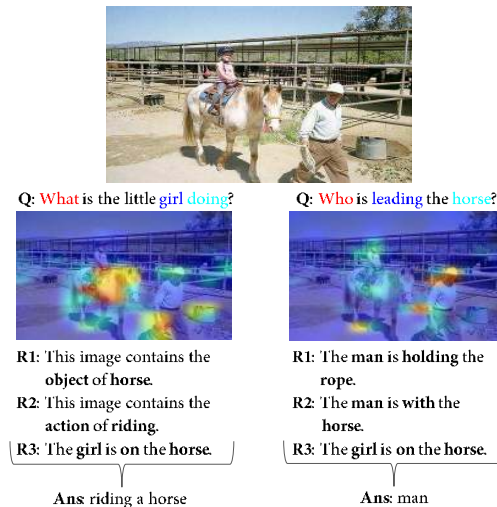 Q: What is the little girl doing?
R1: This image contains the
object of horse.
R2: This image contains the
action of riding.
R3: The girl is on the horse.
Ans: riding a horse
Q: Who is leading the horse?
R1: The man is holding the
rope.
R2: The man is with the
horse.
R3: The girl is on the horse.
Ans: man